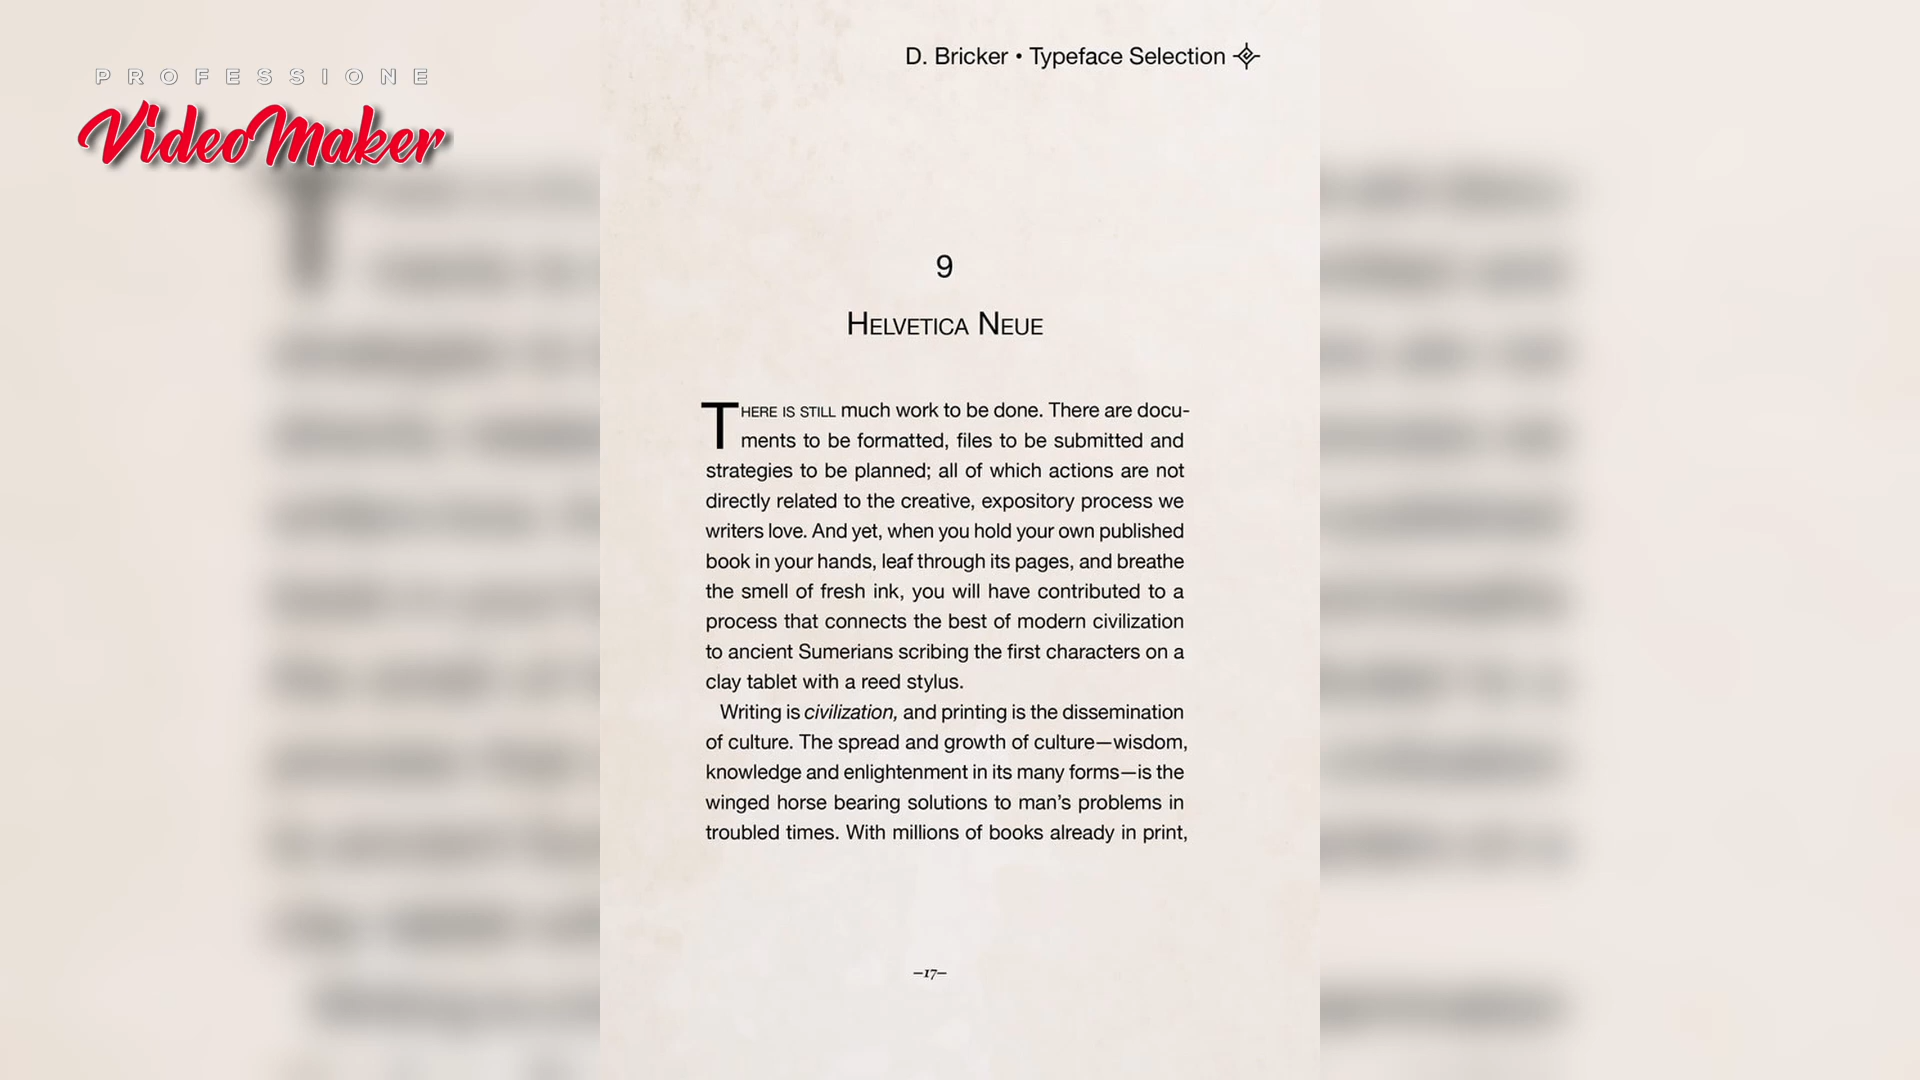 PROFESSIONE
VideoMaker
D. Bricker • Typeface Selection
9
HELVETICA NEUE
THERE IS STILL much work to be done. There are docu-
ments to be formatted, files to be submitted and
strategies to be planned; all of which actions are not
directly related to the creative, expository process we
writers love. And yet, when you hold your own published
book in your hands, leaf through its pages, and breathe
the smell of fresh ink, you will have contributed to a
process that connects the best of modern civilization
to ancient Sumerians scribing the first characters on a
clay tablet with a reed stylus.
Writing is civilization, and printing is the dissemination
of culture. The spread and growth of culture—wisdom,
knowledge and enlightenment in its many forms—is the
winged horse bearing solutions to man's problems in
troubled times. With millions of books already in print,
–17–